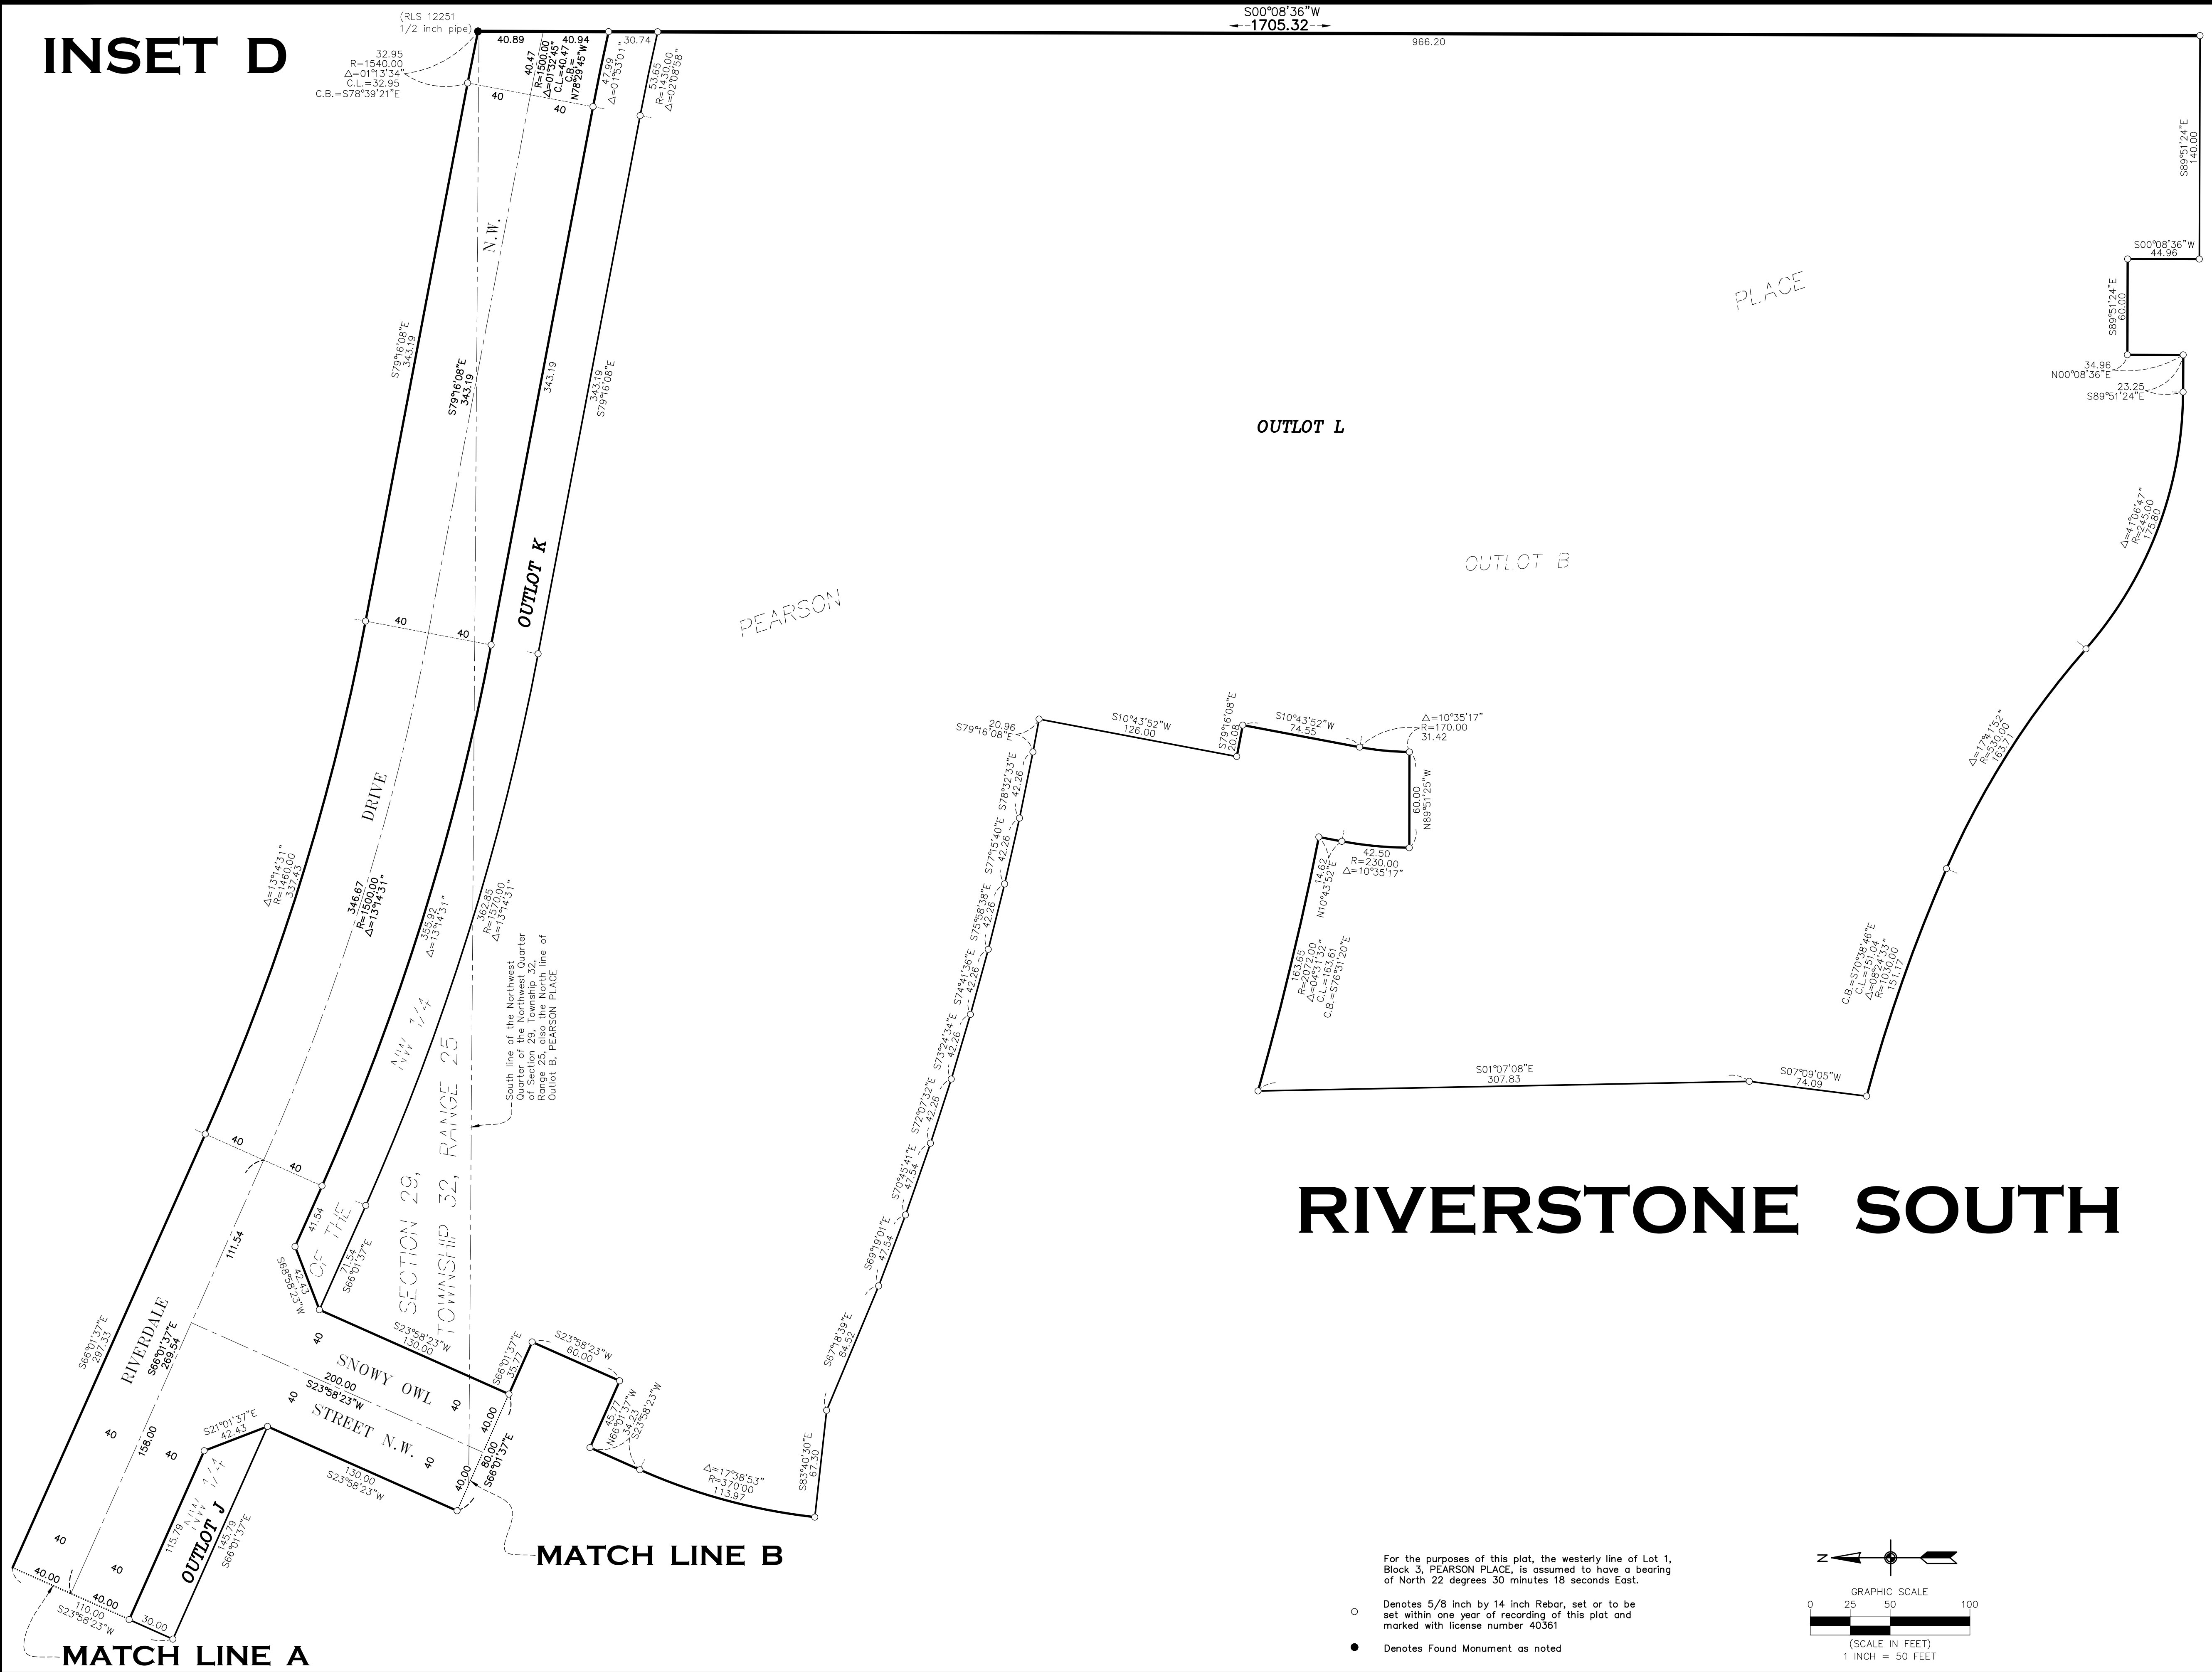 INSET D
(RLS 12251
1/2 inch pipe)
32.95
R=1540.00
△=01°13'34"
C.L.=32.95
C.B.=S78°39'21"E
S00°08'36"W
1705.32
40.89
40.94
30.74
966.20
40.47
R=1500.00
△=01°32'45"
C.L.=40.47
C.B.=
N78°29'45"W
47.99
△=01°53'01"
53.65
R=1430.00
△=02°08'58"
40
40
S89°51'24"E
140.00
S00°08'36"W
44.96
S89°51'24"E
60.00
34.96
N00°08'36"E
23.25
S89°51'24"E
△=41°06'47"
R=245.00
175.80
△=17°41'52"
R=530.00
163.71
C.B.=S70°38'46"E
C.L.=151.04
△=08°24'33"
R=1030.00
151.17
N.W.
S79°16'08"E
343.19
S79°16'08"E
343.19
343.19
343.19
S79°16'08"E
PLACE
OUTLOT L
OUTLOT B
PEARSON
OUTLOT K
40
40
DRIVE
△=13°14'31"
R=1460.00
337.43
346.67
R=1500.00
△=13°14'31"
355.92
△=13°14'31"
362.85
R=1570.00
△=13°14'31"
20.96
S79°16'08"E
S10°43'52"W
126.00
S79°16'08"E
20.08
S10°43'52"W
74.55
△=10°35'17"
R=170.00
31.42
60.00
N89°51'25"W
42.50
R=230.00
△=10°35'17"
14.62
N10°43'52"E
163.65
R=2072.00
△=04°31'32"
C.L.=163.61
C.B.=S76°31'20"E
S01°07'08"E
307.83
S07°09'05"W
74.09
S78°32'33"E
42.26
S77°15'40"E
42.26
S75°58'38"E
42.26
S74°41'36"E
42.26
S73°24'34"E
42.26
S72°07'32"E
42.26
S70°45'41"E
47.54
S69°19'01"E
47.54
S67°18'39"E
84.52
S83°40'30"E
67.30
△=17°38'53"
R=370.00
113.97
South line of the Northwest
Quarter of the Northwest Quarter
of Section 29, Township 32,
Range 25, also the North line of
Outlot B, PEARSON PLACE
NW 1/4
OF THE
NW 1/4
SECTION 29,
TOWNSHIP 32, RANGE 25
40
40
111.54
41.54
42.43
S68°58'23"W
71.54
S66°01'37"E
S66°01'37"E
297.33
RIVERDALE
S66°01'37"E
269.54
S23°58'23"W
130.00
40
SNOWY OWL
200.00
S23°58'23"W
STREET N.W.
40
40
40
S66°01'37"E
35.77
S23°58'23"W
60.00
45.77
N66°01'37"W
34.23
S23°58'23"W
40.00
80.00
S66°01'37"E
40.00
S21°01'37"E
42.43
40
158.00
40
130.00
S23°58'23"W
115.79
OUTLOT J
145.79
S66°01'37"E
40
40
40.00
40.00
110.00
S23°58'23"W
30.00
MATCH LINE B
MATCH LINE A
RIVERSTONE SOUTH
For the purposes of this plat, the westerly line of Lot 1,
Block 3, PEARSON PLACE, is assumed to have a bearing
of North 22 degrees 30 minutes 18 seconds East.
Denotes 5/8 inch by 14 inch Rebar, set or to be
set within one year of recording of this plat and
marked with license number 40361
Denotes Found Monument as noted
N
GRAPHIC SCALE
0 25 50 100
(SCALE IN FEET)
1 INCH = 50 FEET